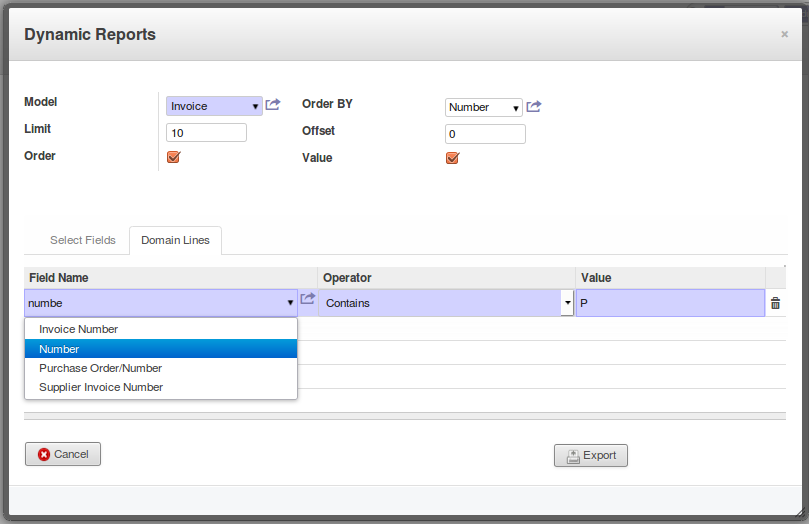 Dynamic Reports ×
Model Invoice Order BY Number
Limit 10 Offset 0
Order Value
Select Fields Domain Lines
Field Name Operator Value
numbe Contains P
Invoice Number
Number
Purchase Order/Number
Supplier Invoice Number
Cancel Export